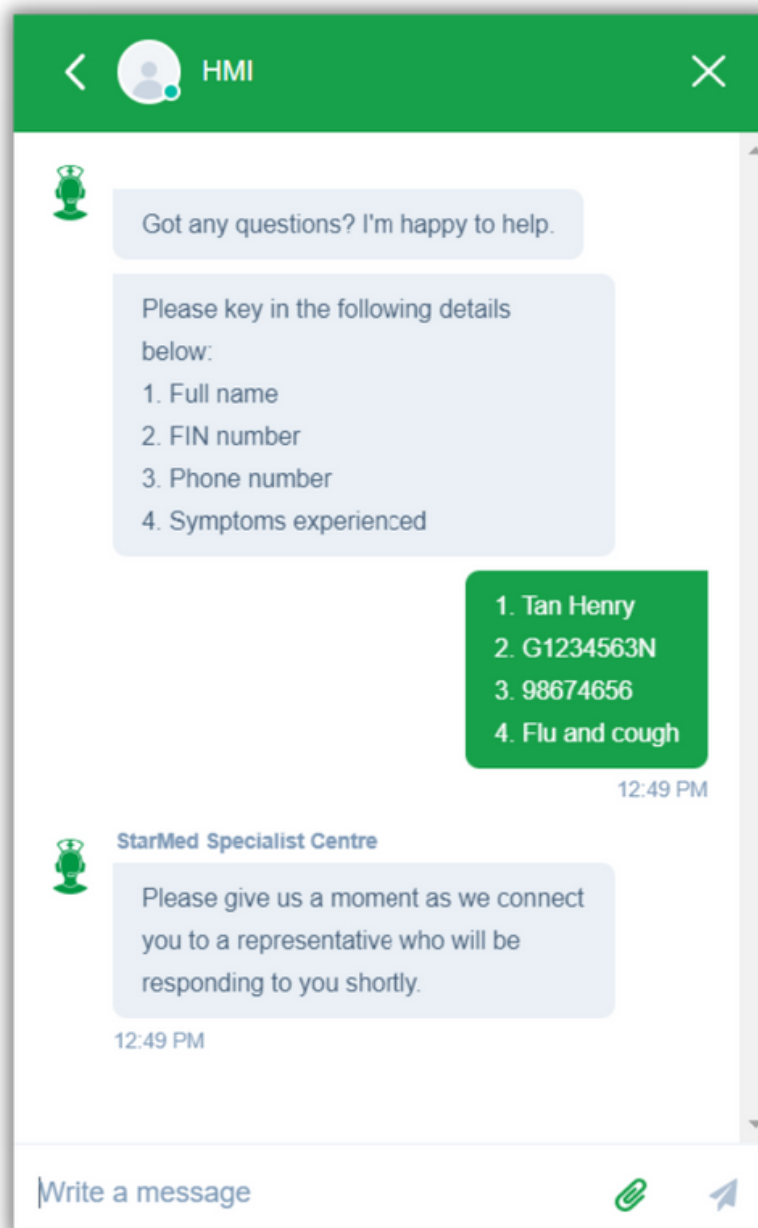 HMI
Got any questions? I'm happy to help.
Please key in the following details
below:
1. Full name
2. FIN number
3. Phone number
4. Symptoms experienced
1. Tan Henry
2. G1234563N
3. 98674656
4. Flu and cough
12:49 PM
StarMed Specialist Centre
Please give us a moment as we connect
you to a representative who will be
responding to you shortly.
12:49 PM
Write a message